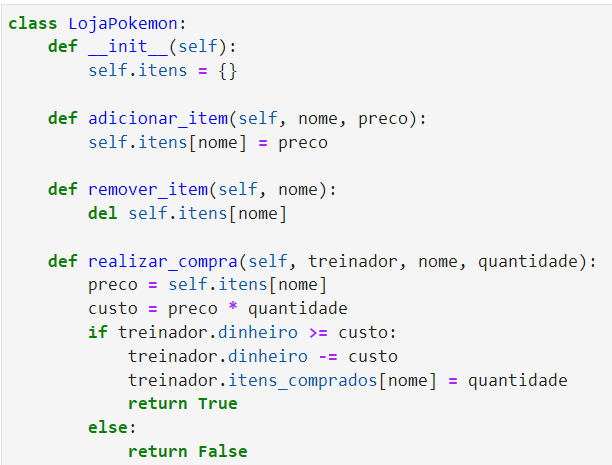 class LojaPokemon:
    def __init__(self):
        self.itens = {}

    def adicionar_item(self, nome, preco):
        self.itens[nome] = preco

    def remover_item(self, nome):
        del self.itens[nome]

    def realizar_compra(self, treinador, nome, quantidade):
        preco = self.itens[nome]
        custo = preco * quantidade
        if treinador.dinheiro >= custo:
            treinador.dinheiro -= custo
            treinador.itens_comprados[nome] = quantidade
            return True
        else:
            return False